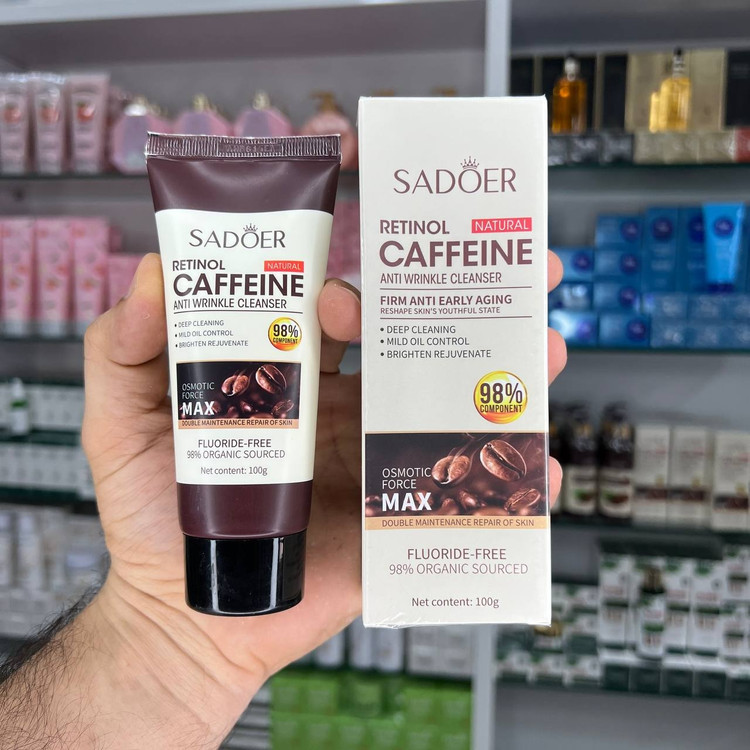 SADOER
RETINOL
NATURAL
CAFFEINE
ANTI WRINKLE CLEANSER
• DEEP CLEANING
• MILD OIL CONTROL
• BRIGHTEN REJUVENATE
98%
COMPONENT
OSMOTIC
FORCE
MAX
DOUBLE MAINTENANCE REPAIR OF SKIN
FLUORIDE-FREE
98% ORGANIC SOURCED
Net content: 100g
SADOER
RETINOL
NATURAL
CAFFEINE
ANTI WRINKLE CLEANSER
FIRM ANTI EARLY AGING
RESHAPE SKIN'S YOUTHFUL STATE
• DEEP CLEANING
• MILD OIL CONTROL
• BRIGHTEN REJUVENATE
98%
COMPONENT
OSMOTIC
FORCE
MAX
DOUBLE MAINTENANCE REPAIR OF SKIN
FLUORIDE-FREE
98% ORGANIC SOURCED
Net content: 100g